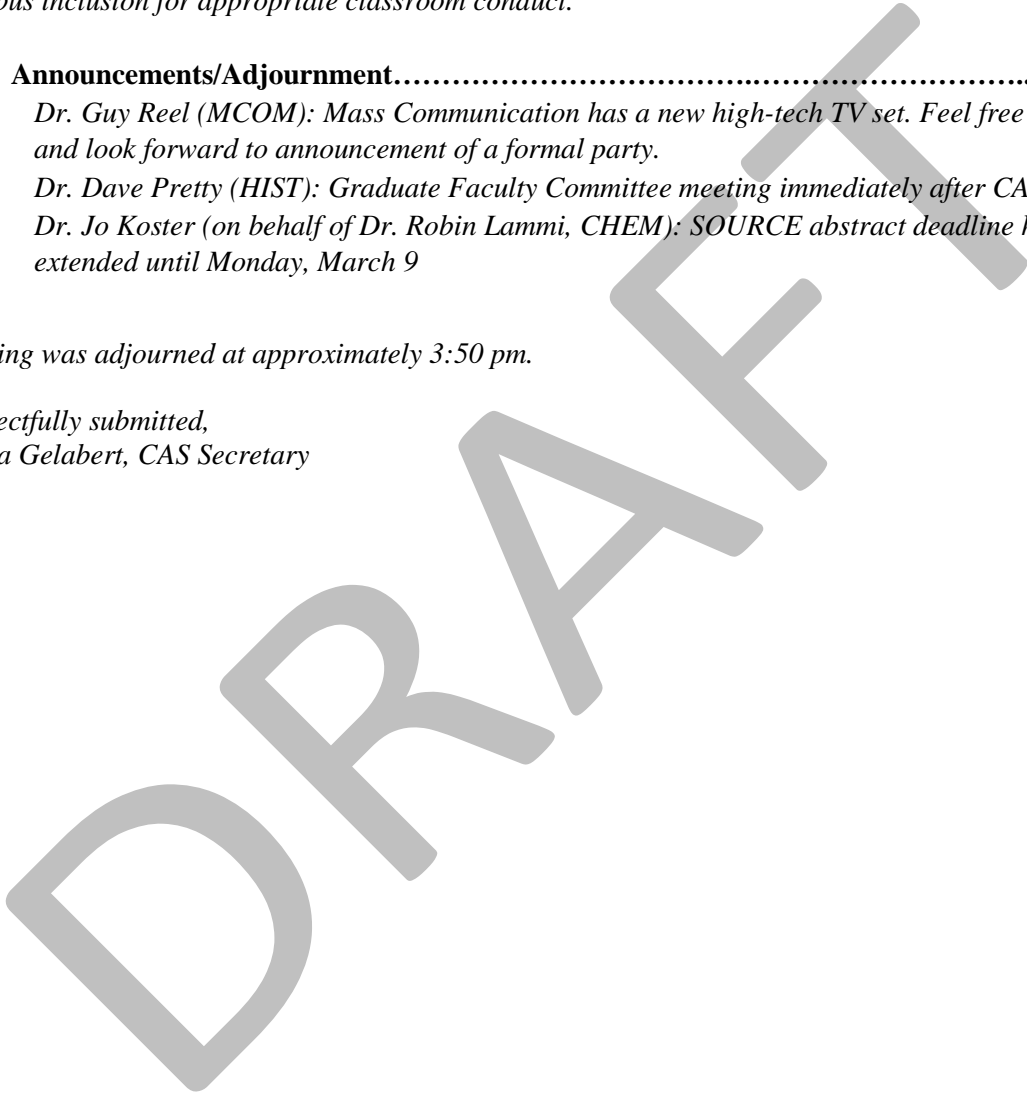 ous inclusion for appropriate classroom conduct.
Announcements/Adjournment……………………………..……………………..
Dr. Guy Reel (MCOM): Mass Communication has a new high-tech TV set. Feel free
and look forward to announcement of a formal party.
Dr. Dave Pretty (HIST): Graduate Faculty Committee meeting immediately after CA
Dr. Jo Koster (on behalf of Dr. Robin Lammi, CHEM): SOURCE abstract deadline h
extended until Monday, March 9
ing was adjourned at approximately 3:50 pm.
ectfully submitted,
a Gelabert, CAS Secretary
DRAFT